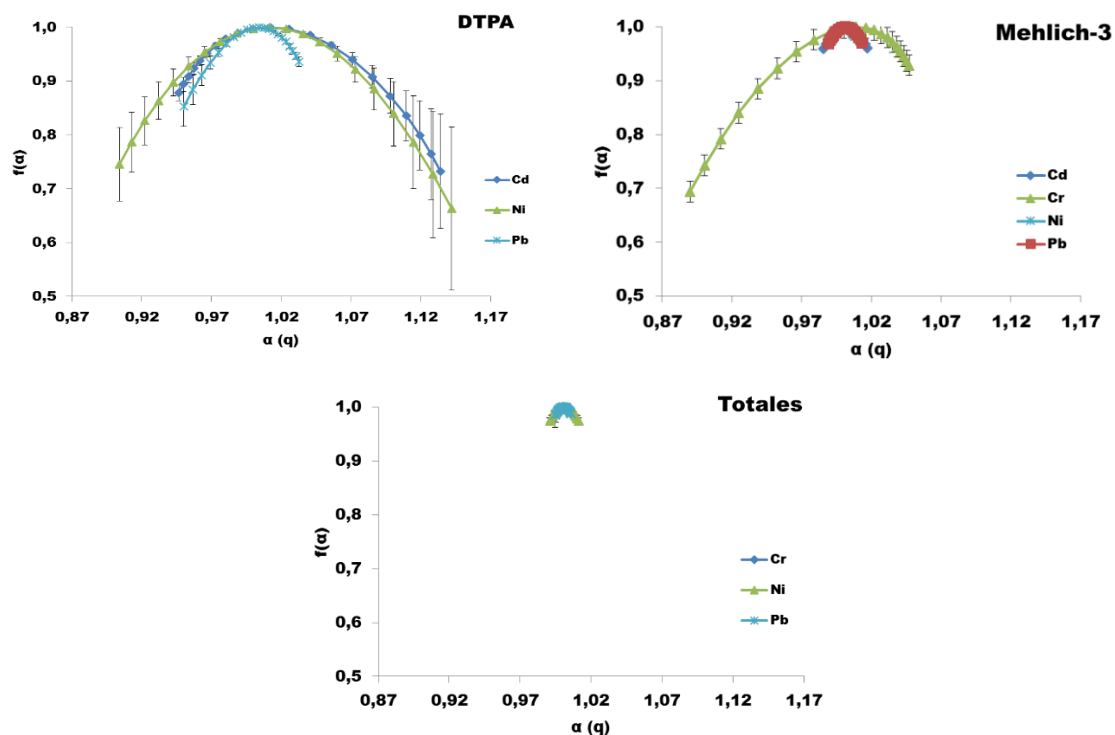 DTPA
1,0
0,9
0,8
0,7
0,6
0,5
f(α)
0,87 0,92 0,97 1,02 1,07 1,12 1,17
α (q)
Cd
Ni
Pb
Mehlich-3
1,0
0,9
0,8
0,7
0,6
0,5
f(α)
0,87 0,92 0,97 1,02 1,07 1,12 1,17
α (q)
Cd
Cr
Ni
Pb
Totales
1,0
0,9
0,8
0,7
0,6
0,5
f(α)
0,87 0,92 0,97 1,02 1,07 1,12 1,17
α (q)
Cr
Ni
Pb